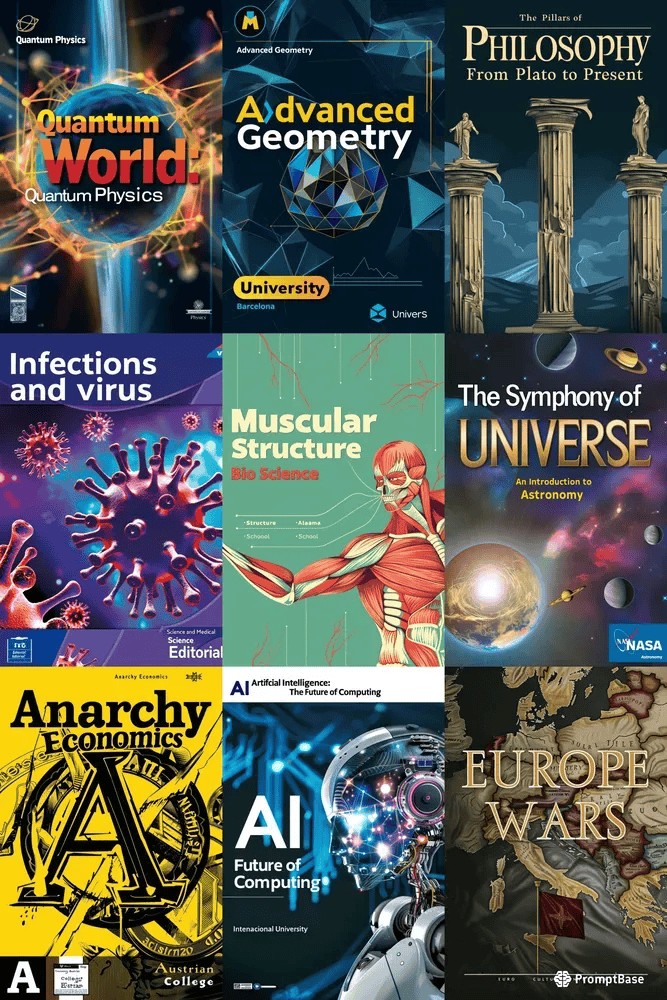 Quantum Physics
Quantum
World:
Quantum Physics
Physics
M
Advanced Geometry
A›dvanced
Geometry
University
Barcelona
UniverS
The Pillars of
PHILOSOPHY
From Plato to Present
Infections
and virus
Science and Medical
Science
Editorial
Muscular
Structure
Bio Science
·Structure
·Alaama
·School
The Symphony of
UNIVERSE
An Introduction to
Astronomy
NASA
NASA
Astronomy
Anarchy Economics
Anarchy
Economics
A
A
Austrian
College
AI
Artificial Intelligence:
The Future of Computing
AI
Future of
Computing
Intenacional University
EUROPE
WARS
PromptBase